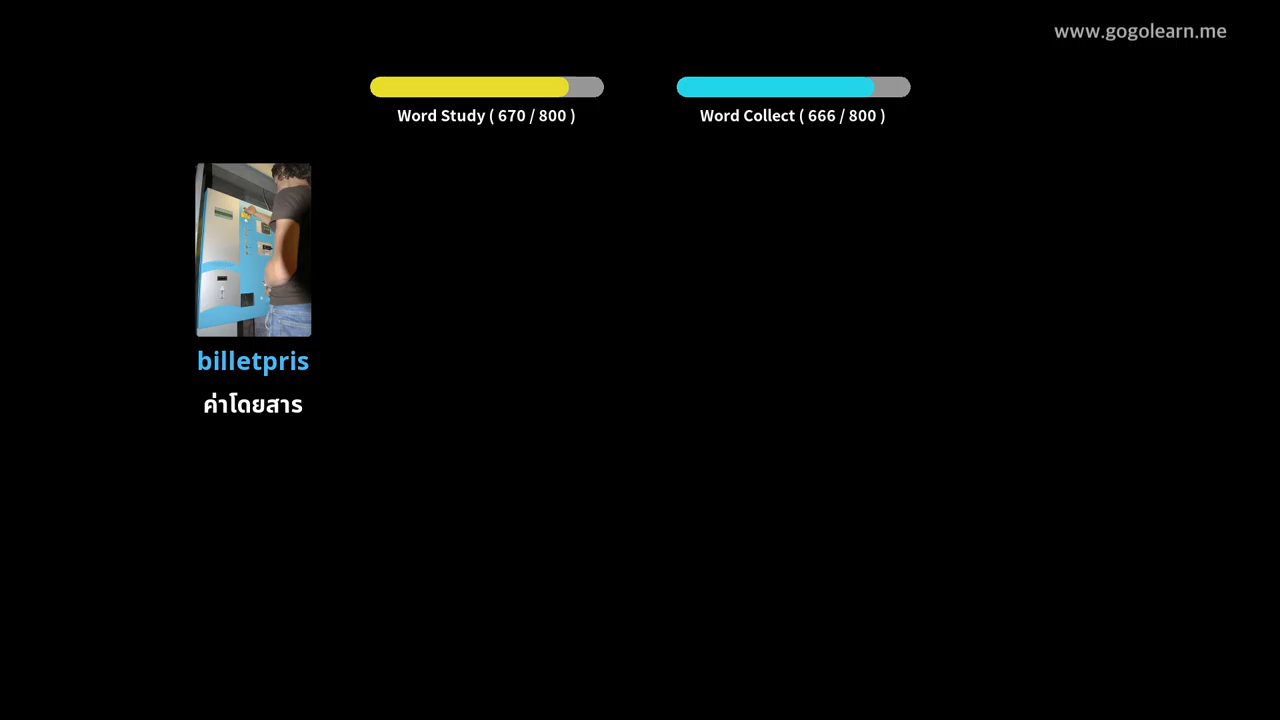 www.gogolearn.me
Word Study ( 670 / 800 )
Word Collect ( 666 / 800 )
billetpris
ค่าโดยสาร